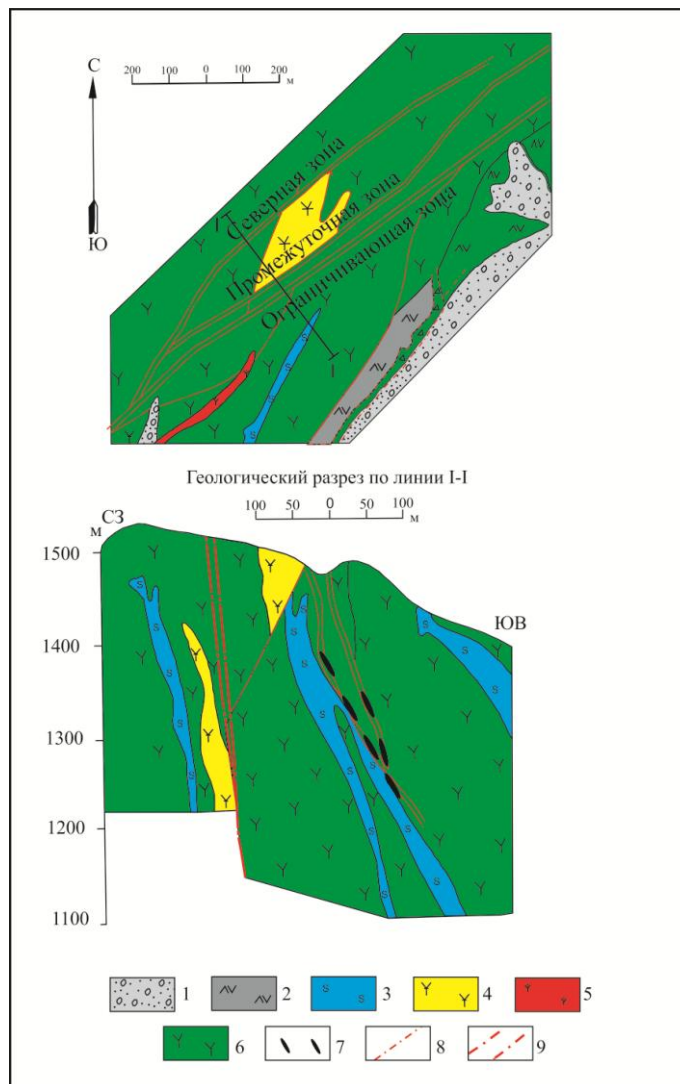 С
200 100 0 100 200
м
Ю
Северная зона
Промежуточная зона
Ограничивающая зона
I
I
Геологический разрез по линии I-I
СЗ
100 50 0 50 100
м
м
1500
ЮВ
1400
1300
1200
1100
1 2 3 4 5
6 7 8 9